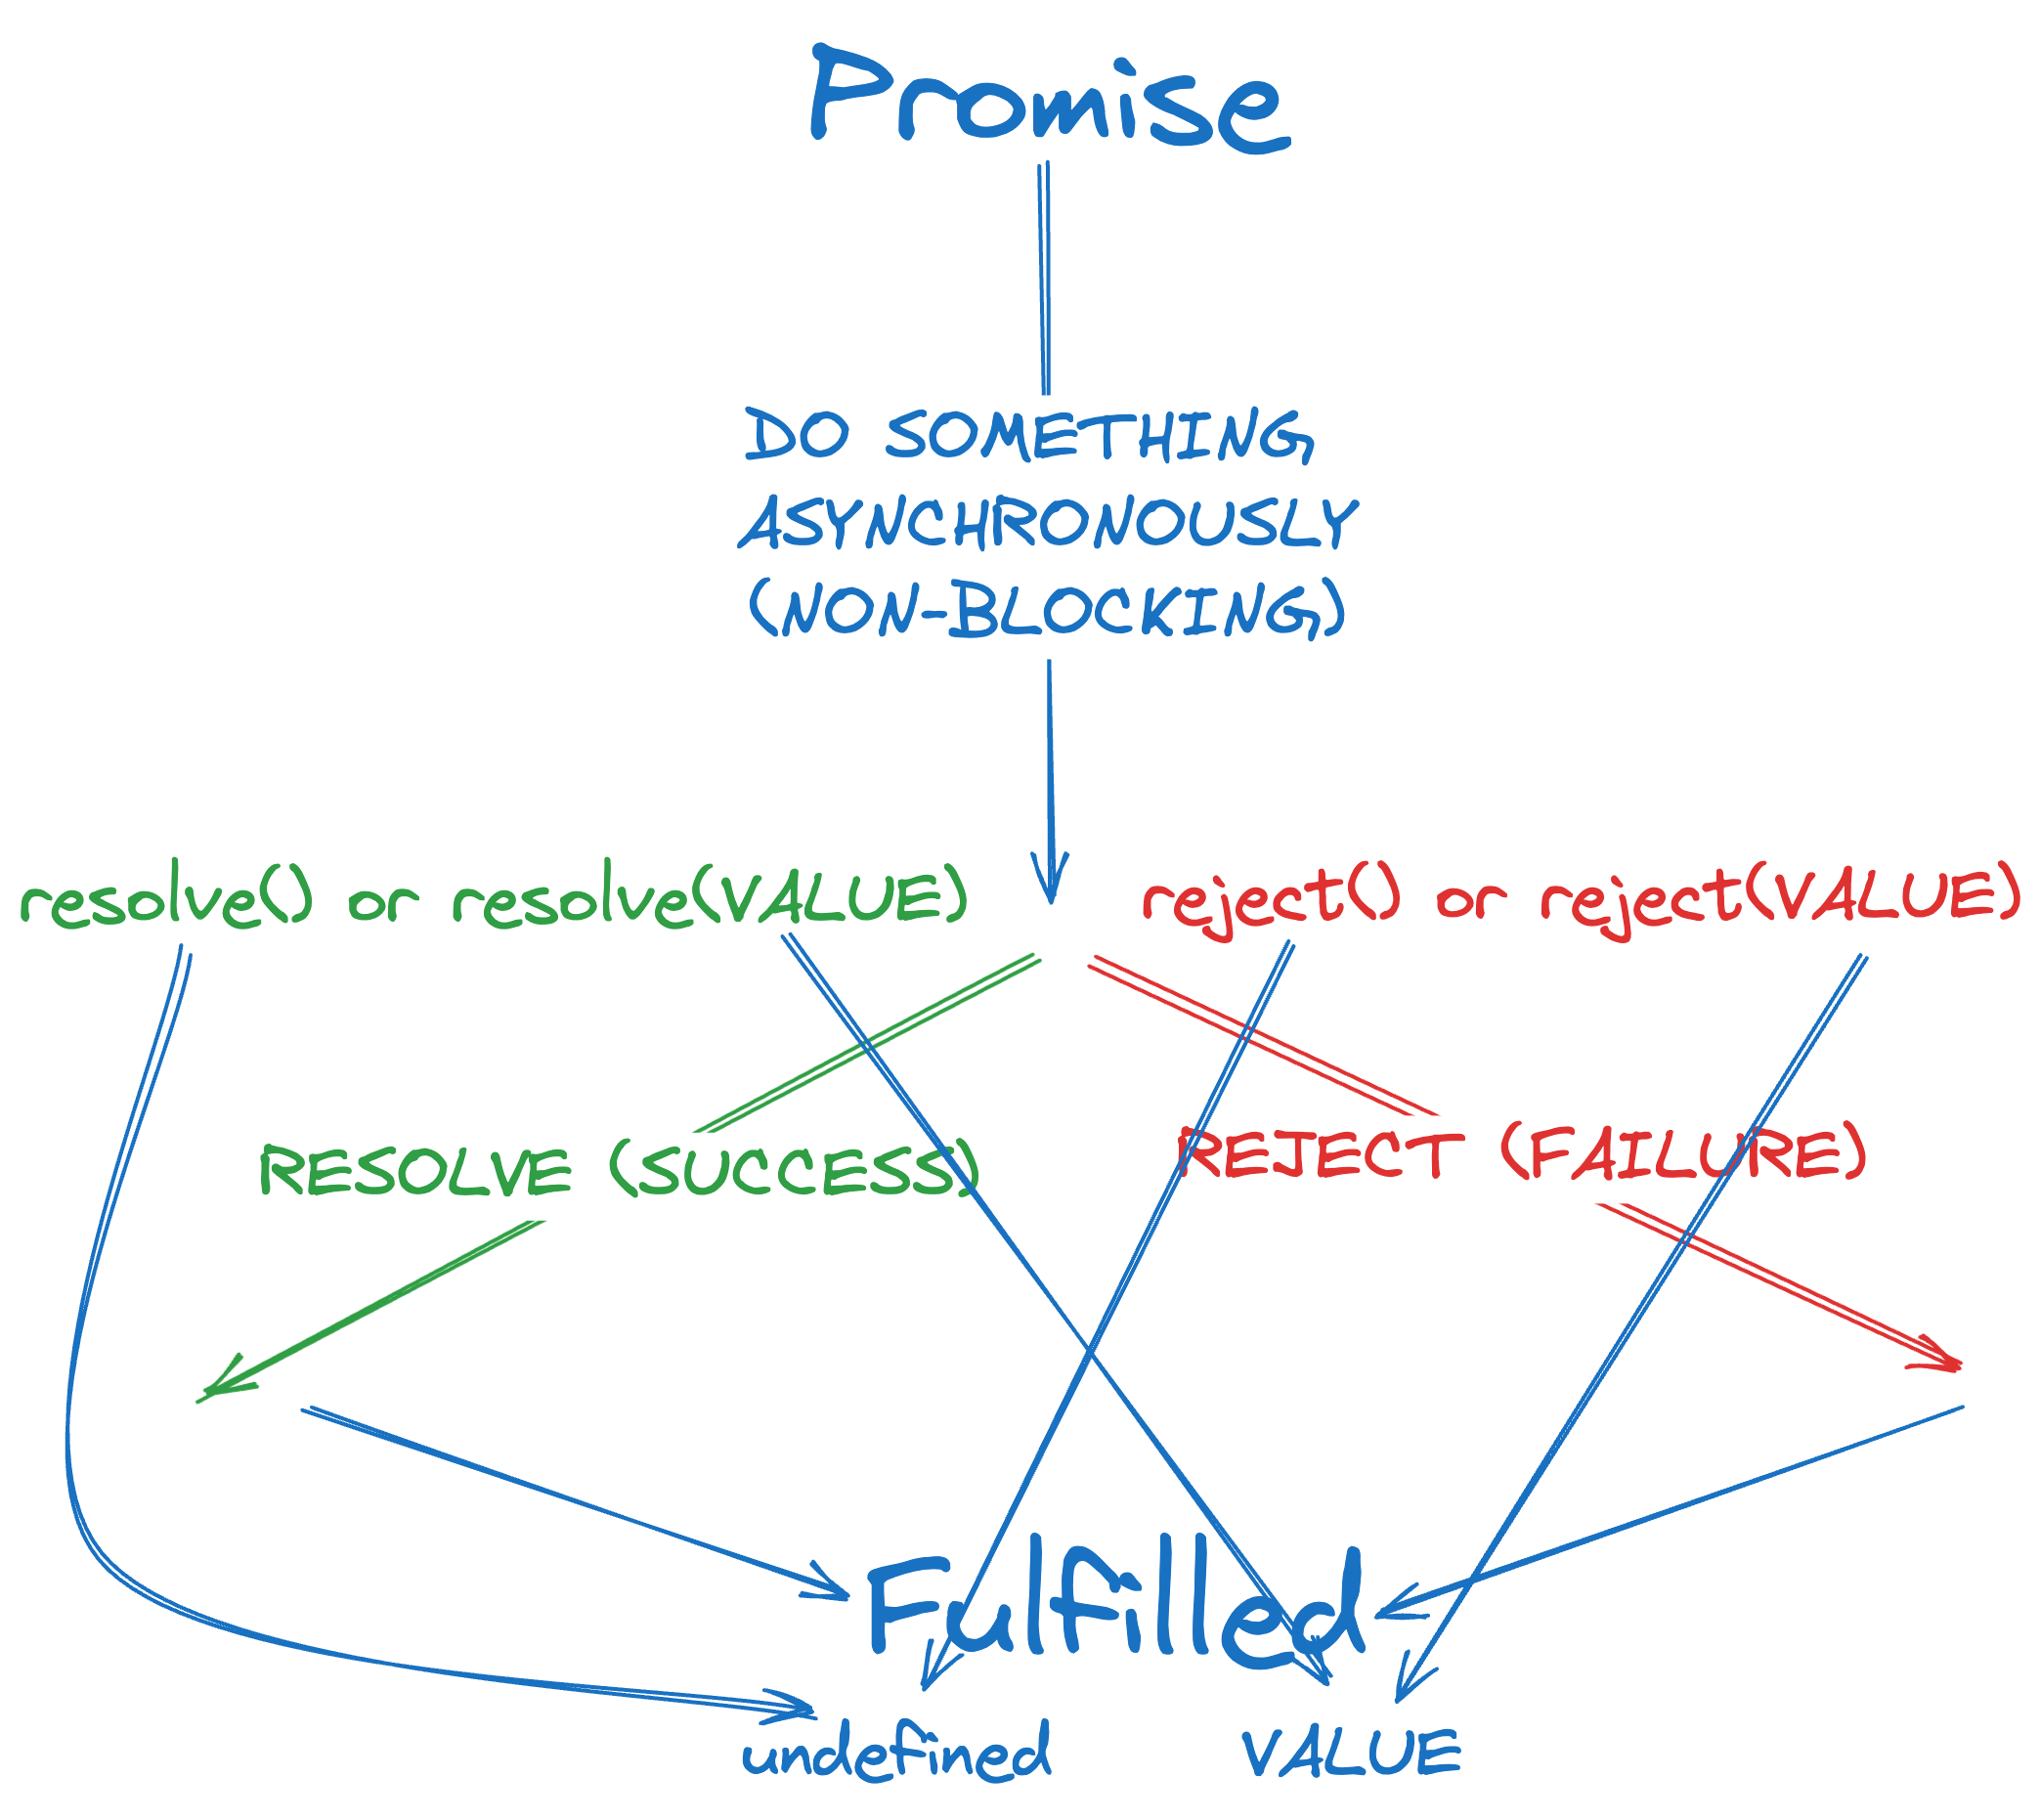 Promise
DO SOMETHING
ASYNCHRONOUSLY
(NON-BLOCKING)
resolve() or resolve(VALUE)
reject() or reject(VALUE)
RESOLVE (SUCCESS)
REJECT (FAILURE)
Fulfilled
undefined
VALUE